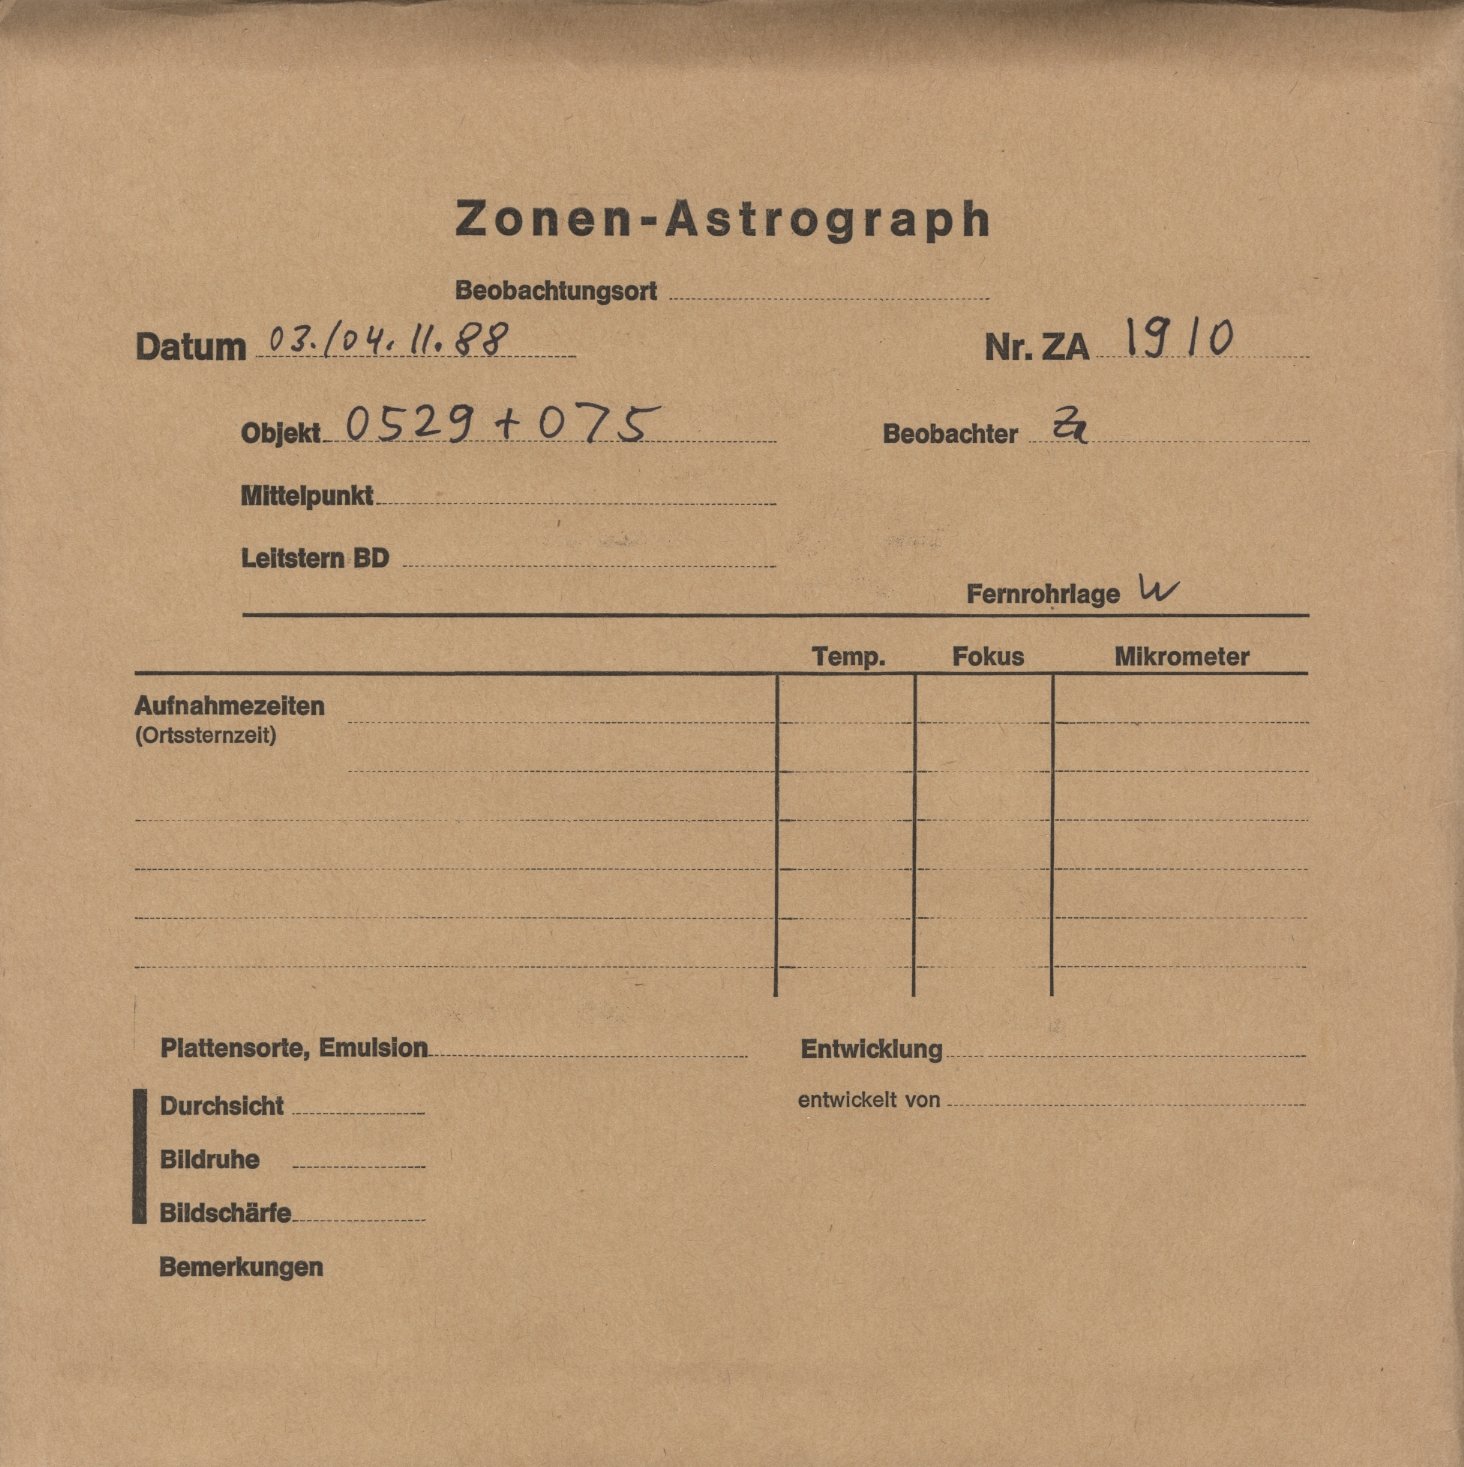 Zonen-Astrograph
Beobachtungsort
Datum 03./04.11.88 Nr. ZA 1910
Objekt 0529+075 Beobachter
Mittelpunkt
Leitstern BD
Fernrohrlage W
Temp. Fokus Mikrometer
Aufnahmezeiten
(Ortssternzeit)
Plattensorte, Emulsion Entwicklung
Durchsicht entwickelt von
Bildruhe
Bildschärfe
Bemerkungen